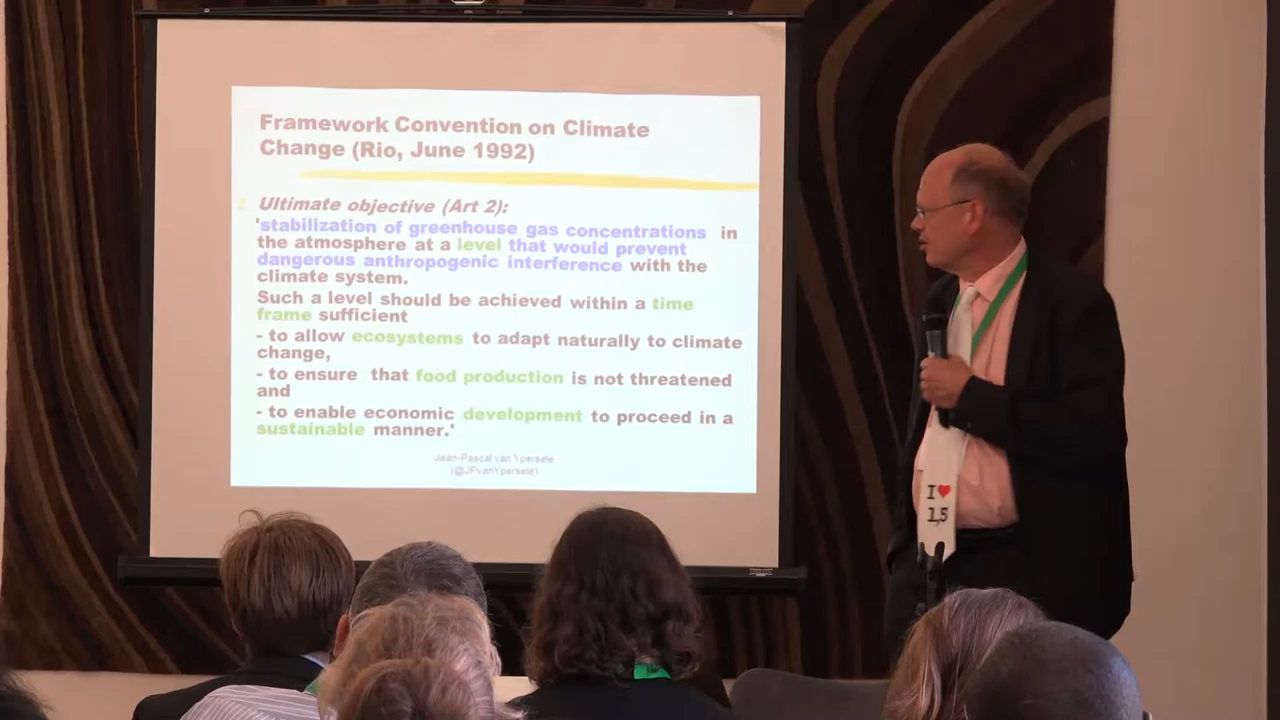 Framework Convention on Climate
Change (Rio, June 1992)
Ultimate objective (Art 2):
'stabilization of greenhouse gas concentrations in
the atmosphere at a level that would prevent
dangerous anthropogenic interference with the
climate system.
Such a level should be achieved within a time
frame sufficient
- to allow ecosystems to adapt naturally to climate
change,
- to ensure that food production is not threatened
and
- to enable economic development to proceed in a
sustainable manner.'
Jean-Pascal van Ypersele
(@JPvanYpersele)
I ♥
1,5